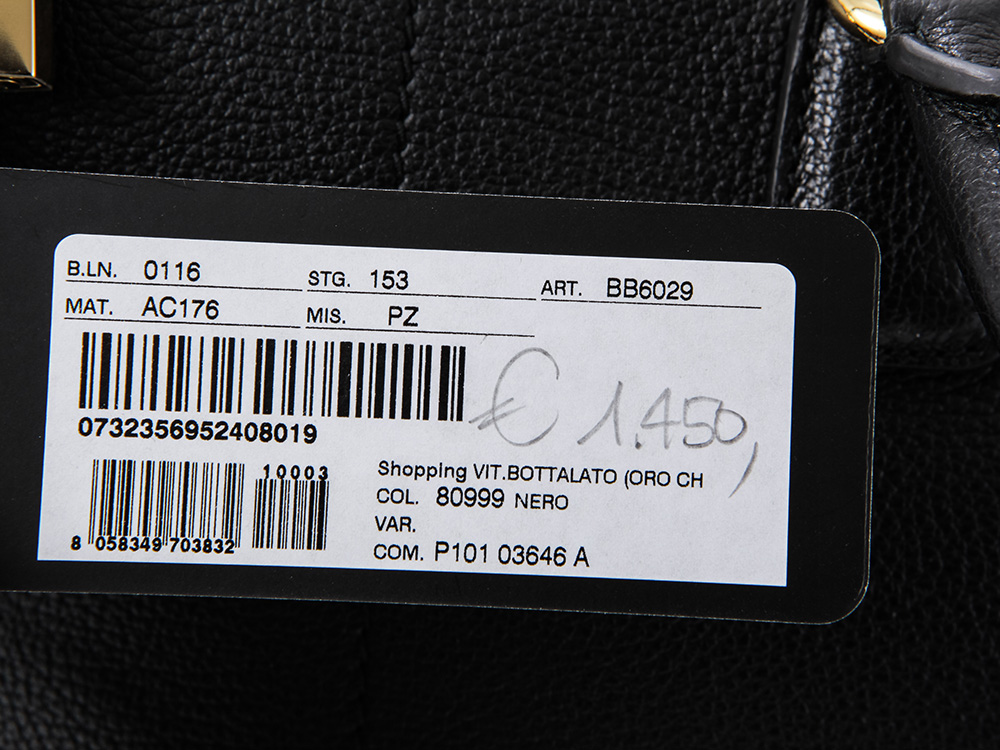 B.LN. 0116 STG. 153 ART. BB6029
MAT. AC176 MIS. PZ
€ 1.450,
0732356952408019
10003
8 058349 703832
Shopping VIT.BOTTALATO (ORO CH
COL. 80999 NERO
VAR.
COM. P101 03646 A